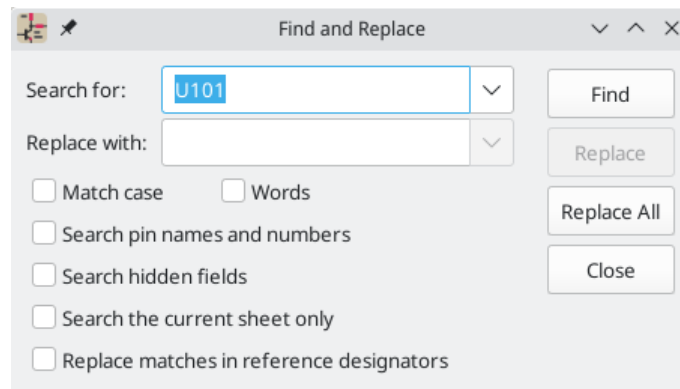 Find and Replace
Search for: U101 Find
Replace with: Replace
Match case Words
Replace All
Search pin names and numbers
Search hidden fields Close
Search the current sheet only
Replace matches in reference designators